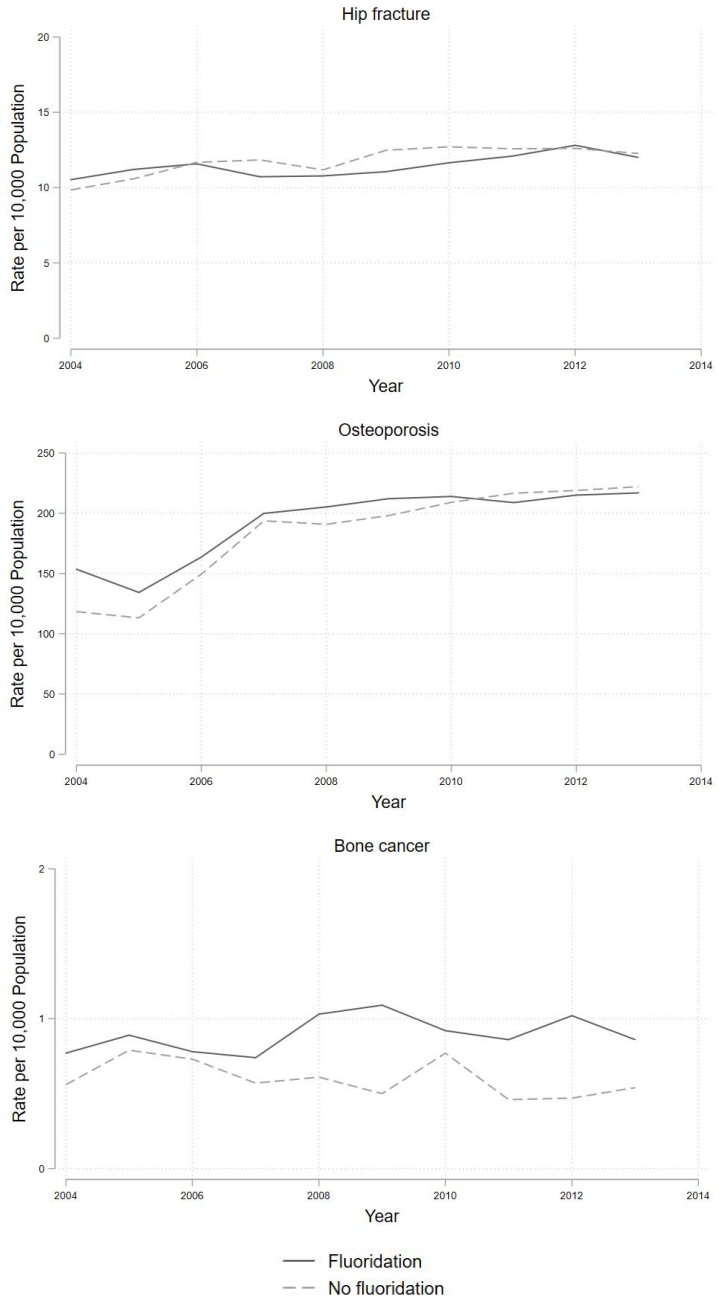 Hip fracture
20
15
10
5
0
Rate per 10,000 Population
2004 2006 2008 2010 2012 2014
Year
Osteoporosis
250
200
150
100
50
0
Rate per 10,000 Population
2004 2006 2008 2010 2012 2014
Year
Bone cancer
2
1
0
Rate per 10,000 Population
2004 2006 2008 2010 2012 2014
Year
Fluoridation
No fluoridation